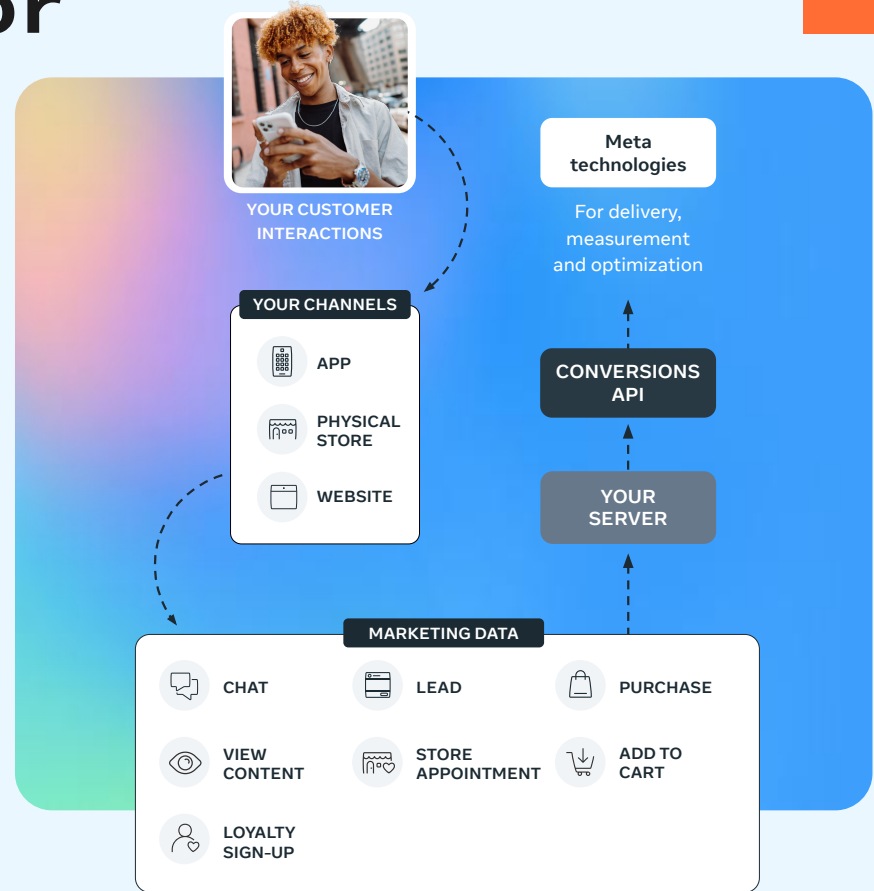 or
YOUR CUSTOMER
INTERACTIONS
YOUR CHANNELS
APP
PHYSICAL
STORE
WEBSITE
Meta
technologies
For delivery,
measurement
and optimization
CONVERSIONS
API
YOUR
SERVER
MARKETING DATA
CHAT
LEAD
PURCHASE
VIEW
CONTENT
STORE
APPOINTMENT
ADD TO
CART
LOYALTY
SIGN-UP